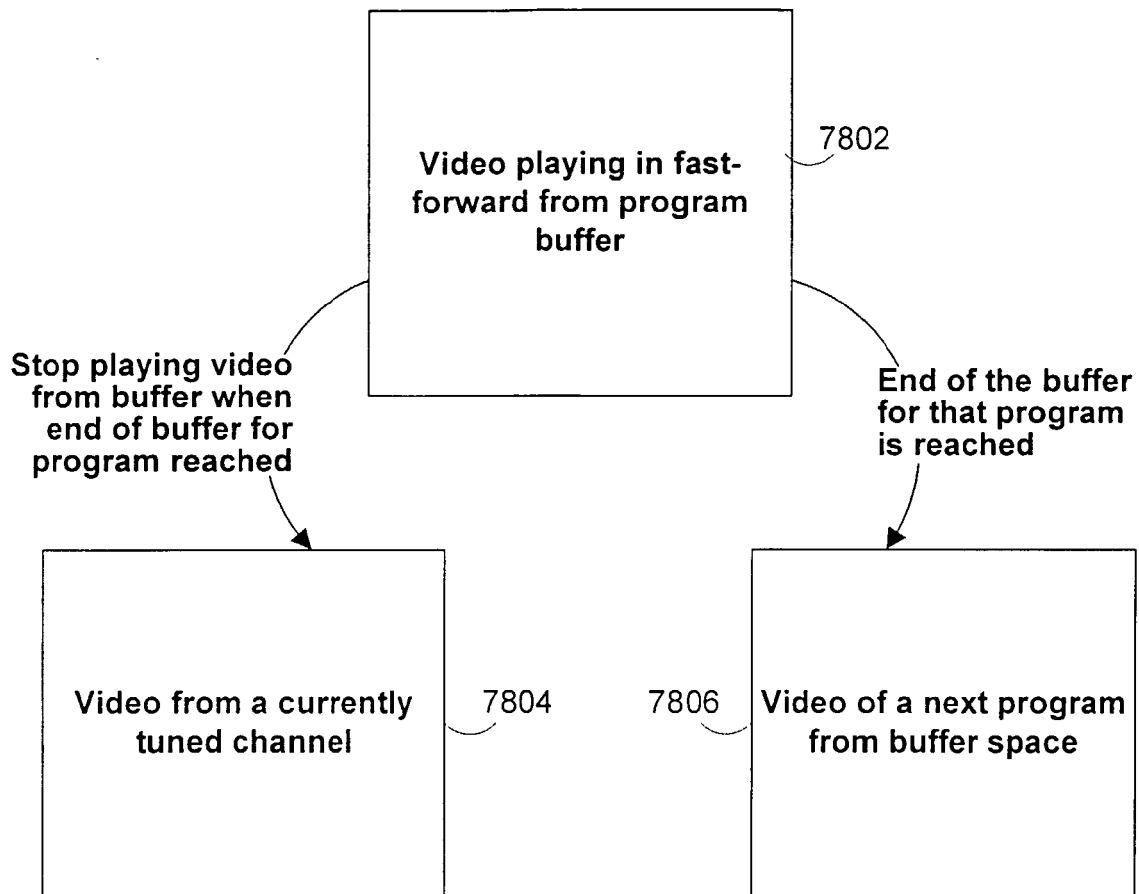 Video playing in fast-
forward from program
buffer
7802
Stop playing video
from buffer when
end of buffer for
program reached
End of the buffer
for that program
is reached
Video from a currently
tuned channel
7804
7806
Video of a next program
from buffer space